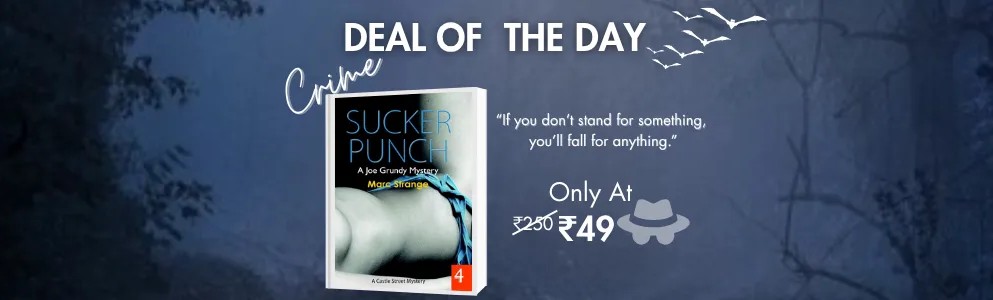 DEAL OF THE DAY
Crime
SUCKER
PUNCH
A Joe Grundy Mystery
Marc Strange
A Castle Street Mystery
4
“If you don’t stand for something,
you’ll fall for anything.”
Only At
₹250 ₹49